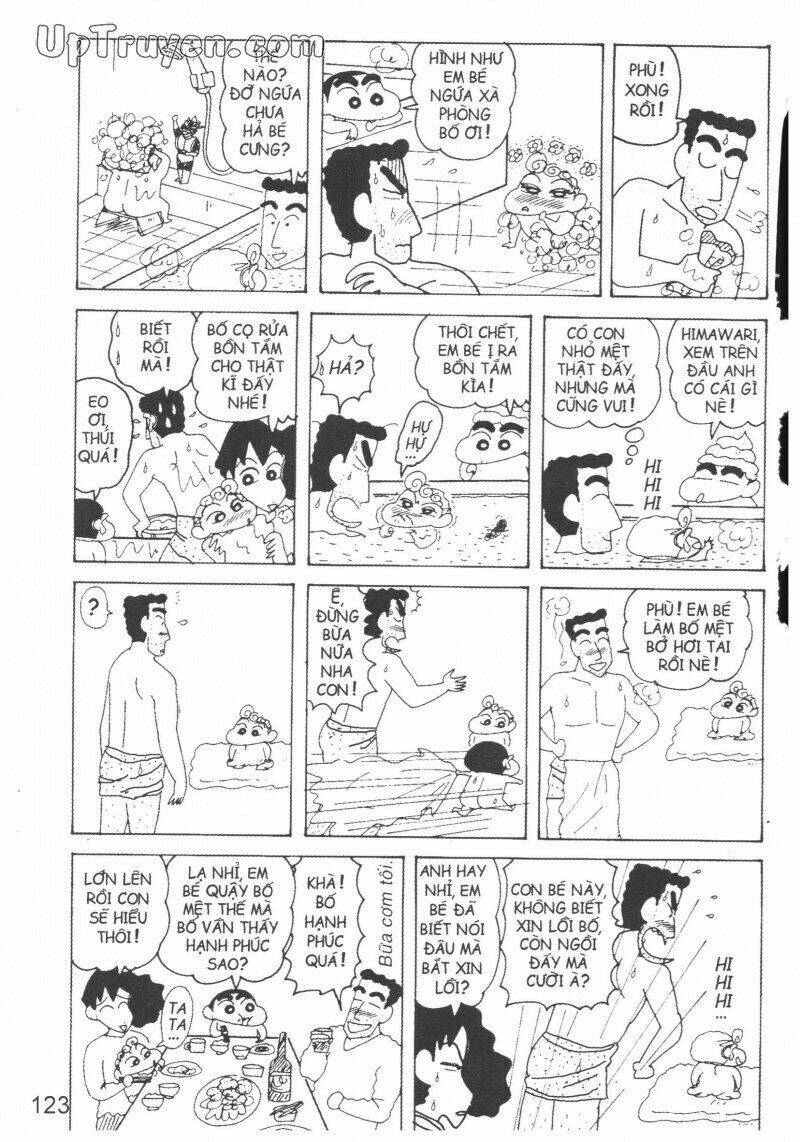 UpTruyen.com
PHÙ!
XONG
RỒI!
HÌNH NHƯ
EM BÉ
NGỨA XÀ
PHÒNG
BỐ ƠI!
THẾ
NÀO?
ĐỠ NGỨA
CHƯA
HẢ BÉ
CƯNG?
HIMAWARI,
XEM TRÊN
ĐẦU ANH
CÓ CÁI GÌ
NÈ!
CÓ CON
NHỎ MỆT
THẬT ĐẤY,
NHƯNG MÀ
CŨNG VUI!
HI
HI
HI
THÔI CHẾT,
EM BÉ Ị RA
BỒN TẮM
KÌA!
HỰ
HỨ
...
HẢ?
BỐ CỌ RỬA
BỒN TẮM
CHO THẬT
KĨ ĐẤY
NHÉ!
BIẾT
RỒI
MÀ!
EO
ƠI,
THÚI
QUÁ!
PHÙ! EM BÉ
LÀM BỐ MỆT
BỞ HƠI TAI
RỒI NÈ!
Ê,
ĐỪNG
BỪA
NỮA
NHA
CON!
?
CON BÉ NÀY,
KHÔNG BIẾT
XIN LỖI BỐ,
CÒN NGỒI
ĐẤY MÀ
CƯỜI À?
HI
HI
HI
...
ANH HAY
NHỈ, EM
BÉ ĐÃ
BIẾT NÓI
ĐÂU MÀ
BẮT XIN
LỖI?
Bữa cơm tối.
KHÀ!
BỐ
HẠNH
PHÚC
QUÁ!
LẠ NHỈ, EM
BÉ QUẬY BỐ
MỆT THẾ MÀ
BỐ VẪN THẤY
HẠNH PHÚC
SAO?
TA
TA
...
LỚN LÊN
RỒI CON
SẼ HIỂU
THÔI!
123